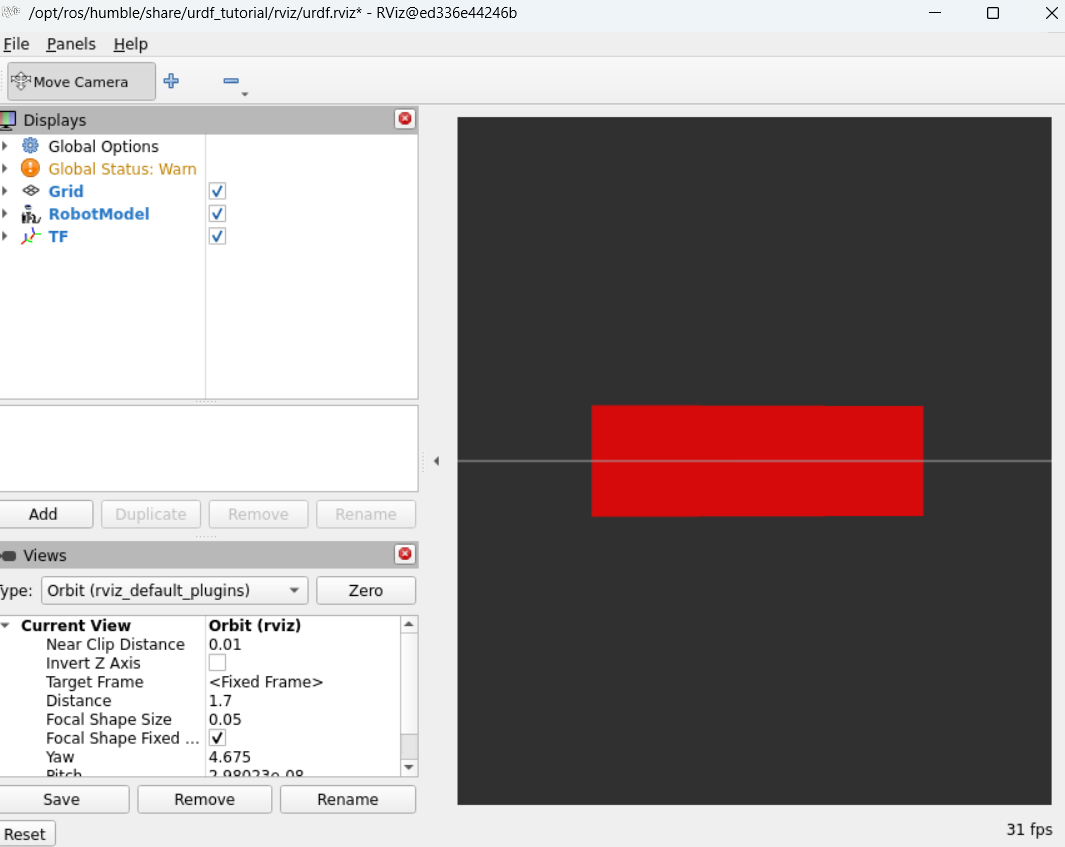 /opt/ros/humble/share/urdf_tutorial/rviz/urdf.rviz* - RViz@ed336e44246b
File Panels Help
Move Camera
Displays
Global Options
Global Status: Warn
Grid
RobotModel
TF
Add Duplicate Remove Rename
Views
Type: Orbit (rviz_default_plugins) Zero
Current View Orbit (rviz)
Near Clip Distance 0.01
Invert Z Axis
Target Frame <Fixed Frame>
Distance 1.7
Focal Shape Size 0.05
Focal Shape Fixed ...
Yaw 4.675
Pitch 2.98023e-08
Save Remove Rename
Reset
31 fps